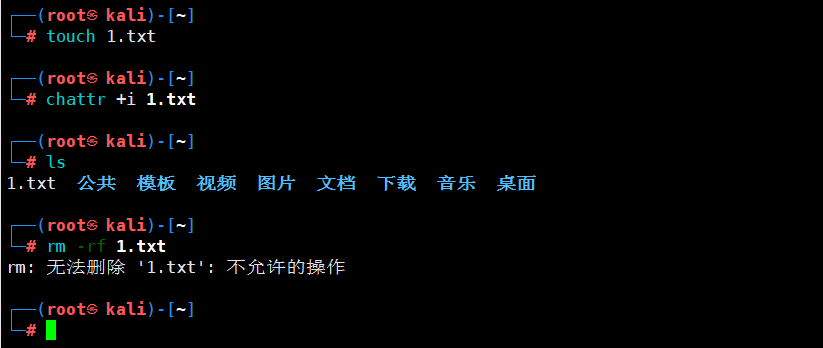 ┌──(root㉿ kali)-[~]
└─# touch 1.txt
┌──(root㉿ kali)-[~]
└─# chattr +i 1.txt
┌──(root㉿ kali)-[~]
└─# ls
1.txt 公共 模板 视频 图片 文档 下载 音乐 桌面
┌──(root㉿ kali)-[~]
└─# rm -rf 1.txt
rm: 无法删除 '1.txt': 不允许的操作
┌──(root㉿ kali)-[~]
└─#